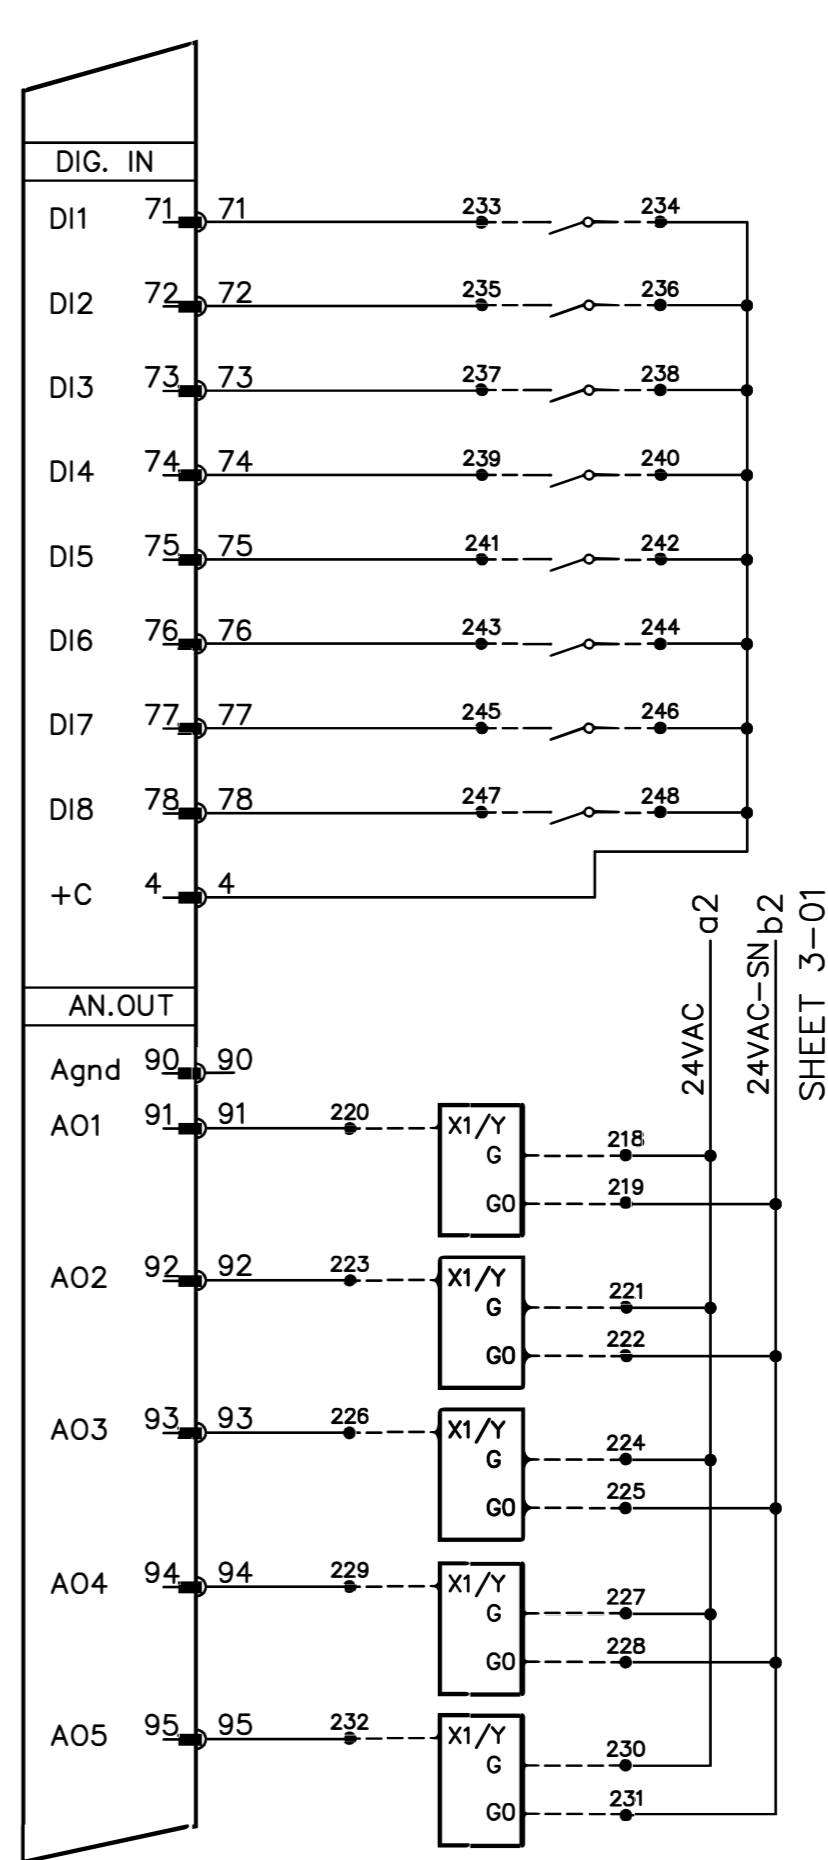 DIG. IN
DI1 71 71 233 234
DI2 72 72 235 236
DI3 73 73 237 238
DI4 74 74 239 240
DI5 75 75 241 242
DI6 76 76 243 244
DI7 77 77 245 246
DI8 78 78 247 248
+C 4 4
a2
b2
24VAC
24VAC-SN
SHEET 3-01
AN.OUT
Agnd 90 90
AO1 91 91 220 X1/Y
G 218
G0 219
AO2 92 92 223 X1/Y
G 221
G0 222
AO3 93 93 226 X1/Y
G 224
G0 225
AO4 94 94 229 X1/Y
G 227
G0 228
AO5 95 95 232 X1/Y
G 230
G0 231